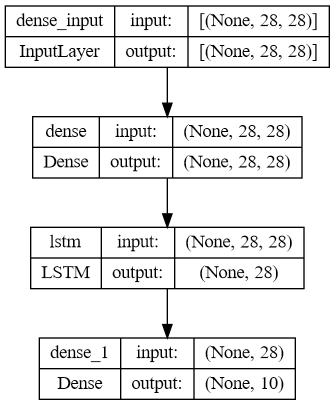 dense_input input: [(None, 28, 28)]
InputLayer output: [(None, 28, 28)]
dense input: (None, 28, 28)
Dense output: (None, 28, 28)
lstm input: (None, 28, 28)
LSTM output: (None, 28)
dense_1 input: (None, 28)
Dense output: (None, 10)